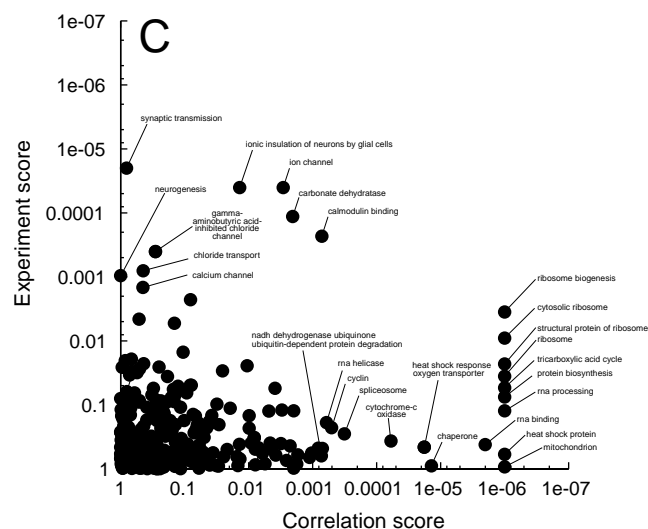 C
1e-07
1e-06
1e-05
0.0001
0.001
0.01
0.1
1
Experiment score
synaptic transmission
ionic insulation of neurons by glial cells
ion channel
neurogenesis
carbonate dehydratase
gamma-
aminobutyric acid-
inhibited chloride
channel
calmodulin binding
chloride transport
calcium channel
ribosome biogenesis
cytosolic ribosome
structural protein of ribosome
ribosome
tricarboxylic acid cycle
protein biosynthesis
rna processing
nadh dehydrogenase ubiquinone
ubiquitin-dependent protein degradation
rna helicase
cyclin
spliceosome
heat shock response
oxygen transporter
cytochrome-c
oxidase
rna binding
chaperone
heat shock protein
mitochondrion
1
0.1
0.01
0.001
0.0001
1e-05
1e-06
1e-07
Correlation score